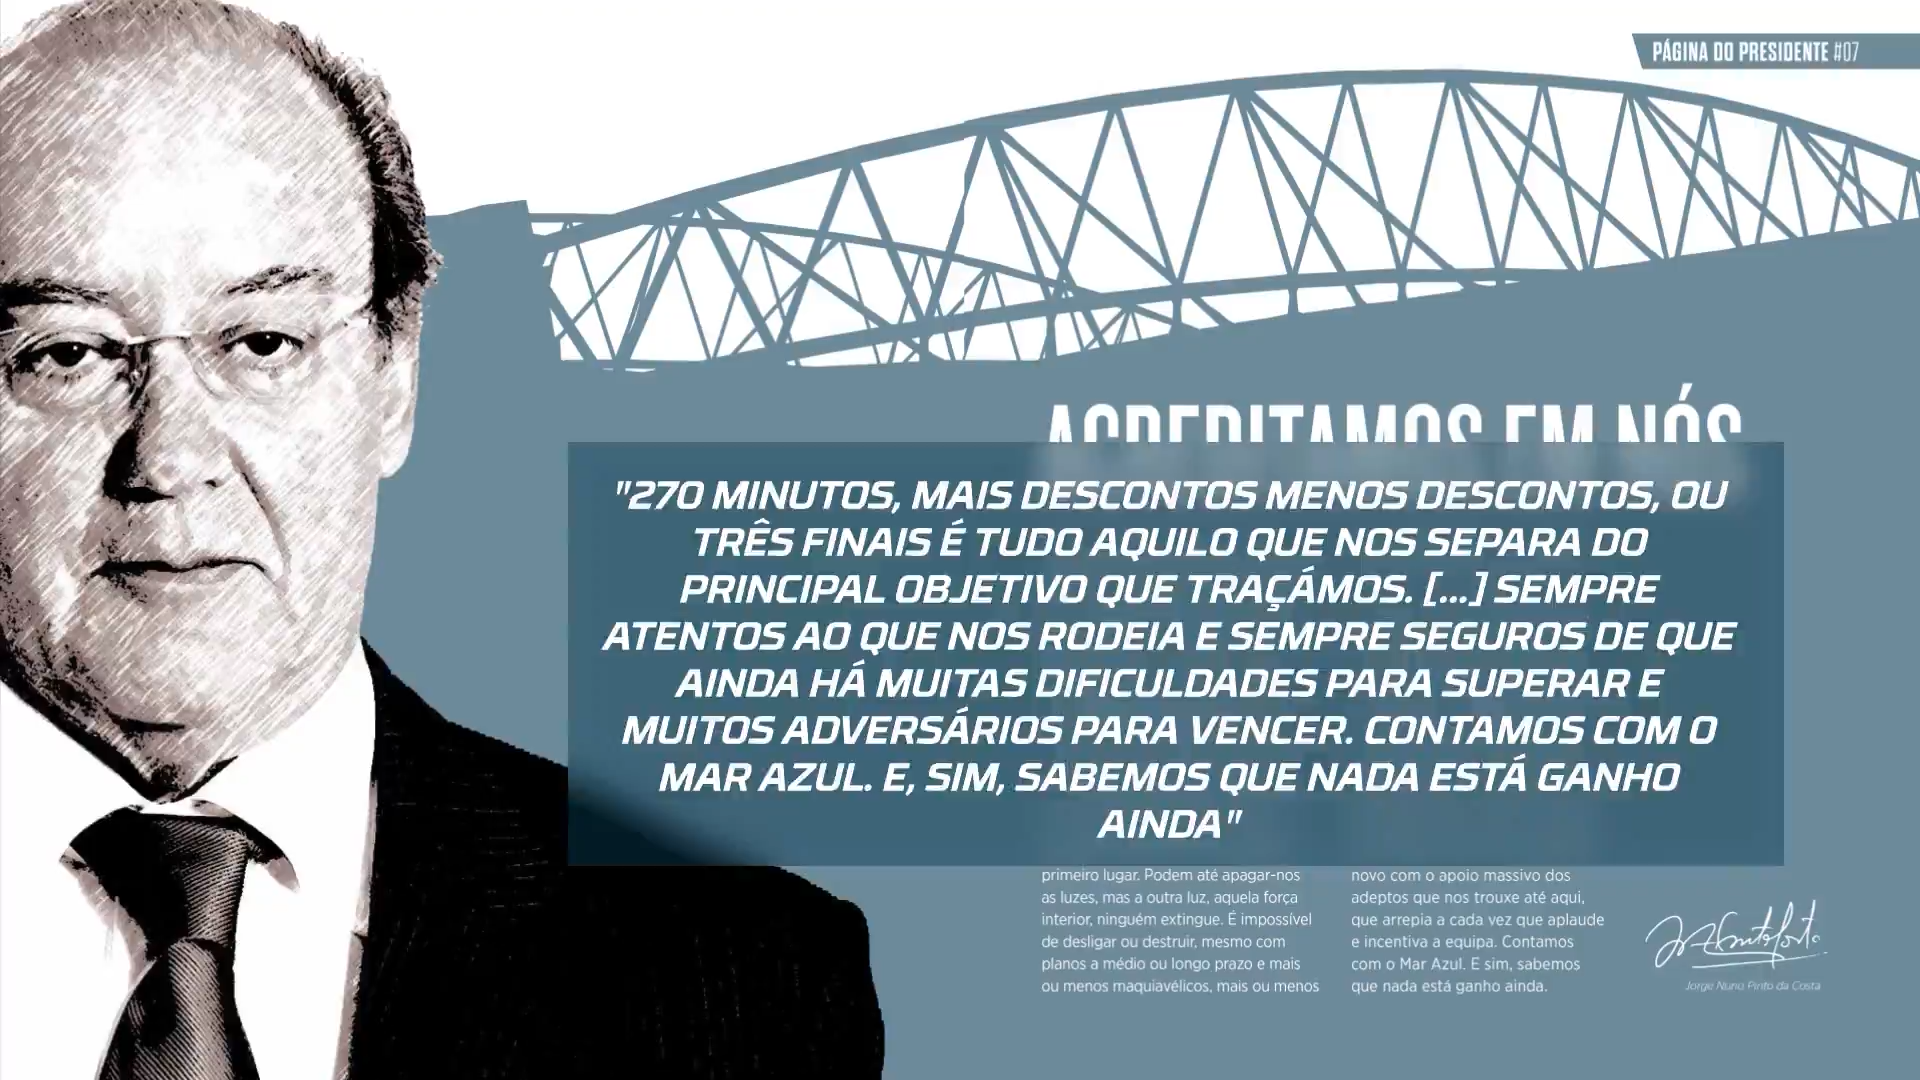 PÁGINA DO PRESIDENTE #07
ACREDITAMOS EM NÓS
"270 MINUTOS, MAIS DESCONTOS MENOS DESCONTOS, OU
TRÊS FINAIS É TUDO AQUILO QUE NOS SEPARA DO
PRINCIPAL OBJETIVO QUE TRAÇÁMOS. [...] SEMPRE
ATENTOS AO QUE NOS RODEIA E SEMPRE SEGUROS DE QUE
AINDA HÁ MUITAS DIFICULDADES PARA SUPERAR E
MUITOS ADVERSÁRIOS PARA VENCER. CONTAMOS COM O
MAR AZUL. E, SIM, SABEMOS QUE NADA ESTÁ GANHO
AINDA"
primeiro lugar. Podem até apagar-nos
as luzes, mas a outra luz, aquela força
interior, ninguém extingue. É impossível
de desligar ou destruir, mesmo com
planos a médio ou longo prazo e mais
ou menos maquiavélicos, mais ou menos
novo com o apoio massivo dos
adeptos que nos trouxe até aqui,
que arrepia a cada vez que aplaude
e incentiva a equipa. Contamos
com o Mar Azul. E sim, sabemos
que nada está ganho ainda.
Jorge Nuno Pinto da Costa